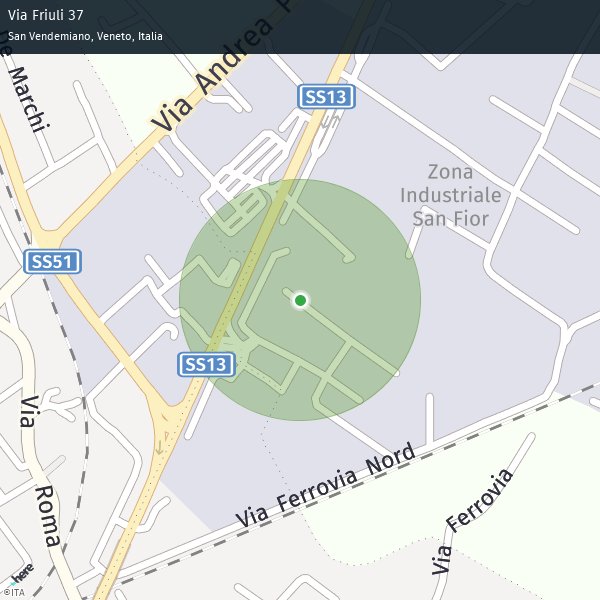 Via Friuli 37
San Vendemiano, Veneto, Italia
De Marchi
Via Andrea
SS13
Zona
Industriale
San Fior
SS51
SS13
Via Roma
Via Ferrovia Nord
Via Ferrovia
here
©ITA